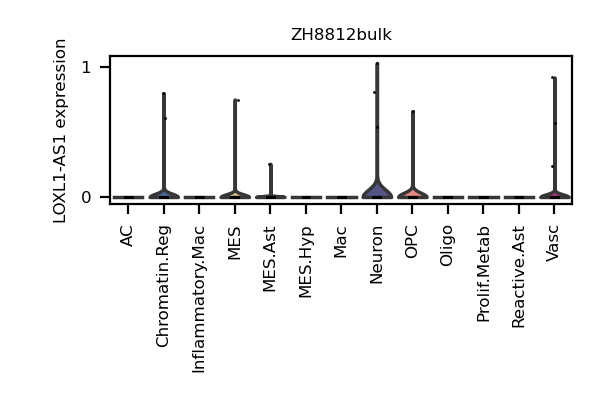 ZH8812bulk
LOXL1-AS1 expression
1
0
AC
Chromatin.Reg
Inflammatory.Mac
MES
MES.Ast
MES.Hyp
Mac
Neuron
OPC
Oligo
Prolif.Metab
Reactive.Ast
Vasc